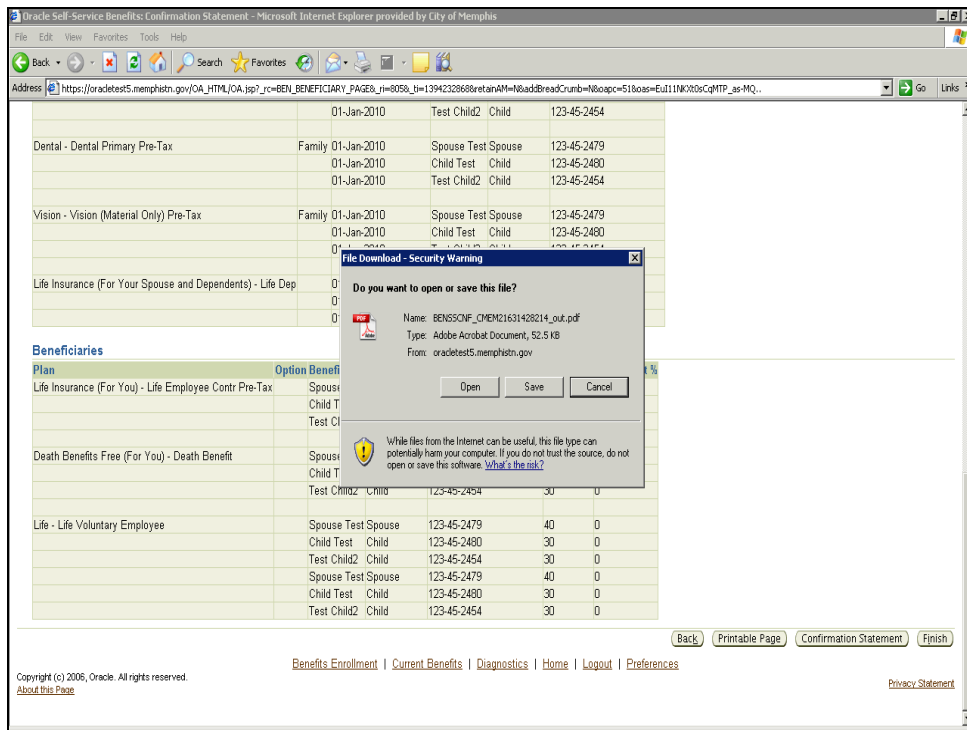 Oracle Self-Service Benefits: Confirmation Statement - Microsoft Internet Explorer provided by City of Memphis
File Edit View Favorites Tools Help
Back Search Favorites
Address https://oracletest5.memphistn.gov/OA_HTML/OA.jsp?_rc=BEN_BENEFICIARY_PAGE&_ri=805&_ti=1394232868&retainAM=N&addBreadCrumb=N&oapc=51&oas=EuI11NKXt0sCqMTP_as-MQ.. Go Links
01-Jan-2010 Test Child2 Child 123-45-2454
Dental - Dental Primary Pre-Tax Family 01-Jan-2010 Spouse Test Spouse 123-45-2479
01-Jan-2010 Child Test Child 123-45-2480
01-Jan-2010 Test Child2 Child 123-45-2454
Vision - Vision (Material Only) Pre-Tax Family 01-Jan-2010 Spouse Test Spouse 123-45-2479
01-Jan-2010 Child Test Child 123-45-2480
Life Insurance (For Your Spouse and Dependents) - Life Dep
File Download - Security Warning
Do you want to open or save this file?
PDF
Name: BENSSCNF_CMEM21631428214_out.pdf
Type: Adobe Acrobat Document, 52.5 KB
From: oracletest5.memphistn.gov
Open Save Cancel
While files from the Internet can be useful, this file type can
potentially harm your computer. If you do not trust the source, do not
open or save this software. What's the risk?
Beneficiaries
Plan Option Benefi t %
Life Insurance (For You) - Life Employee Contr Pre-Tax Spouse
Child T
Test Cl
Death Benefits Free (For You) - Death Benefit Spouse
Child T
Test Child2 Child 123-45-2454 30 0
Life - Life Voluntary Employee Spouse Test Spouse 123-45-2479 40 0
Child Test Child 123-45-2480 30 0
Test Child2 Child 123-45-2454 30 0
Spouse Test Spouse 123-45-2479 40 0
Child Test Child 123-45-2480 30 0
Test Child2 Child 123-45-2454 30 0
Back Printable Page Confirmation Statement Finish
Benefits Enrollment | Current Benefits | Diagnostics | Home | Logout | Preferences
Copyright (c) 2006, Oracle. All rights reserved.
About this Page
Privacy Statement